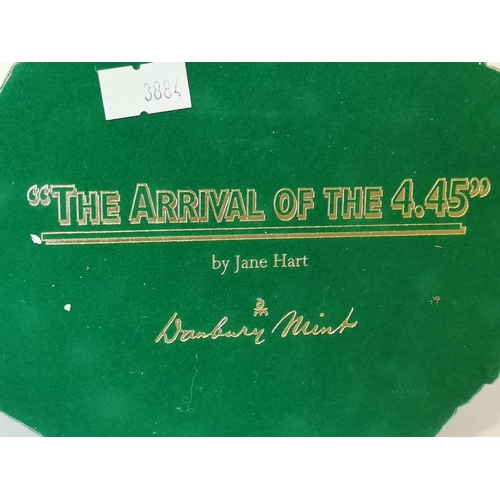 3884
"THE ARRIVAL OF THE 4.45"
by Jane Hart
Danbury Mint